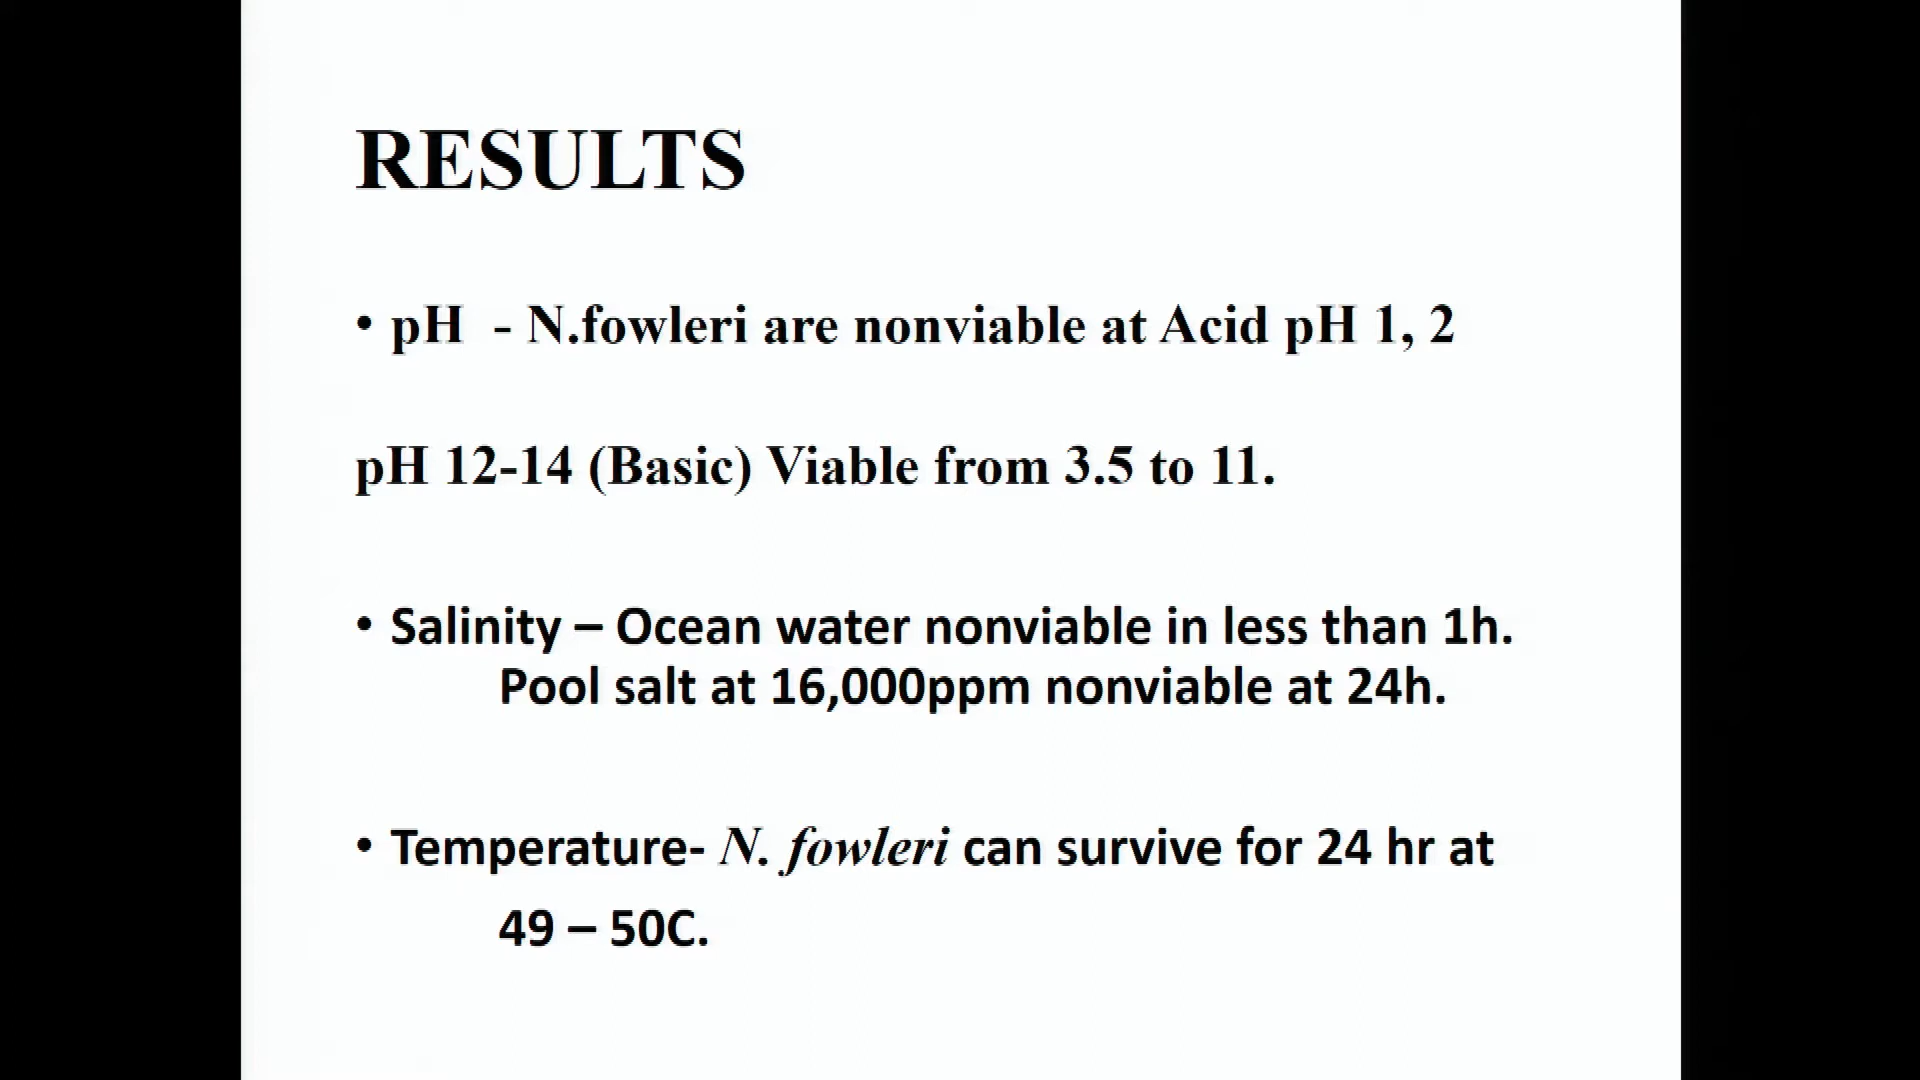 RESULTS
• pH - N.fowleri are nonviable at Acid pH 1, 2
pH 12-14 (Basic) Viable from 3.5 to 11.
• Salinity – Ocean water nonviable in less than 1h.
Pool salt at 16,000ppm nonviable at 24h.
• Temperature- N. fowleri can survive for 24 hr at
49 – 50C.